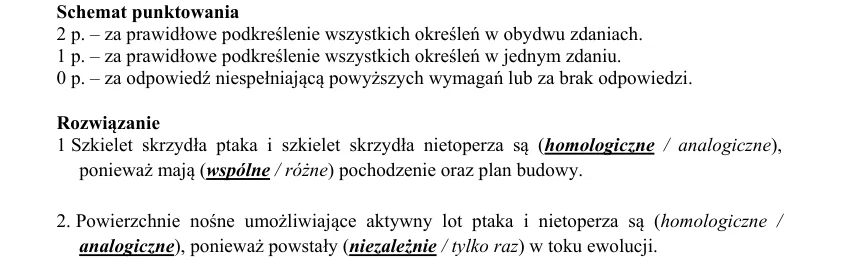 Schemat punktowania
2 p. – za prawidłowe podkreślenie wszystkich określeń w obydwu zdaniach.
1 p. – za prawidłowe podkreślenie wszystkich określeń w jednym zdaniu.
0 p. – za odpowiedź niespełniającą powyższych wymagań lub za brak odpowiedzi.
Rozwiązanie
1 Szkielet skrzydła ptaka i szkielet skrzydła nietoperza są (homologiczne / analogiczne),
ponieważ mają (wspólne / różne) pochodzenie oraz plan budowy.
2. Powierzchnie nośne umożliwiające aktywny lot ptaka i nietoperza są (homologiczne /
analogiczne), ponieważ powstały (niezależnie / tylko raz) w toku ewolucji.